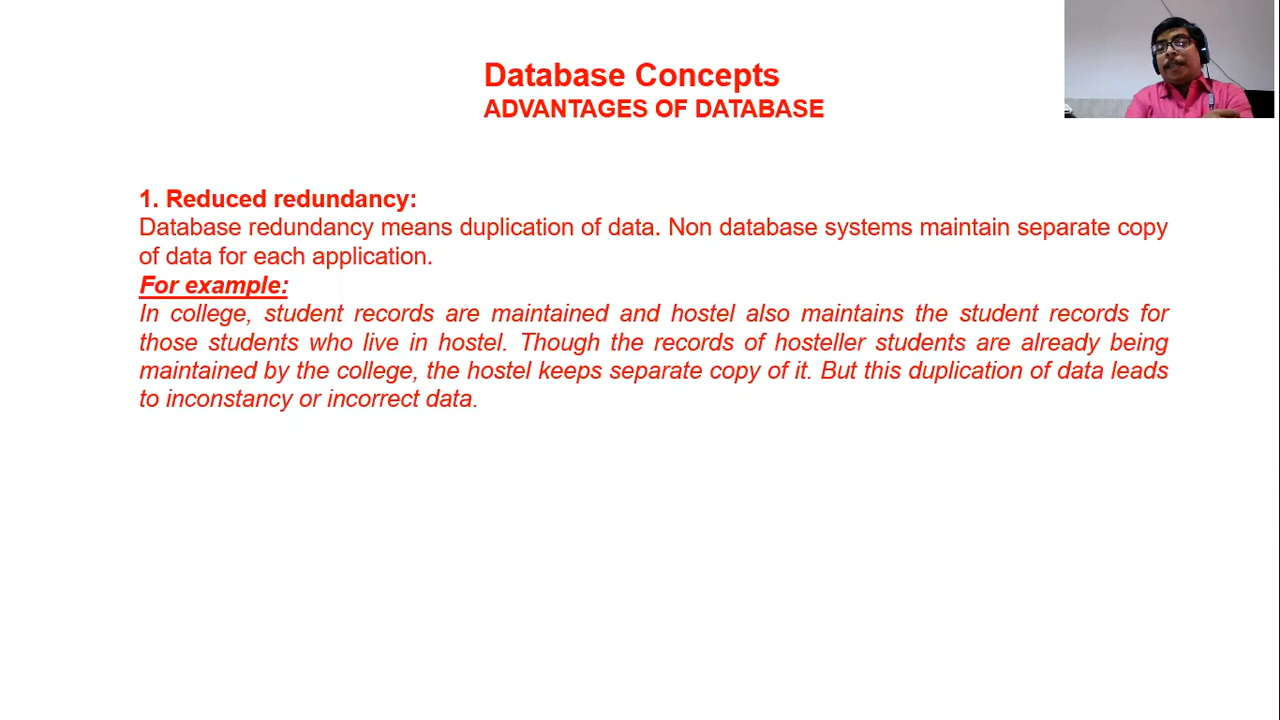 Database Concepts
ADVANTAGES OF DATABASE
1. Reduced redundancy:
Database redundancy means duplication of data. Non database systems maintain separate copy
of data for each application.
For example:
In college, student records are maintained and hostel also maintains the student records for
those students who live in hostel. Though the records of hosteller students are already being
maintained by the college, the hostel keeps separate copy of it. But this duplication of data leads
to inconstancy or incorrect data.